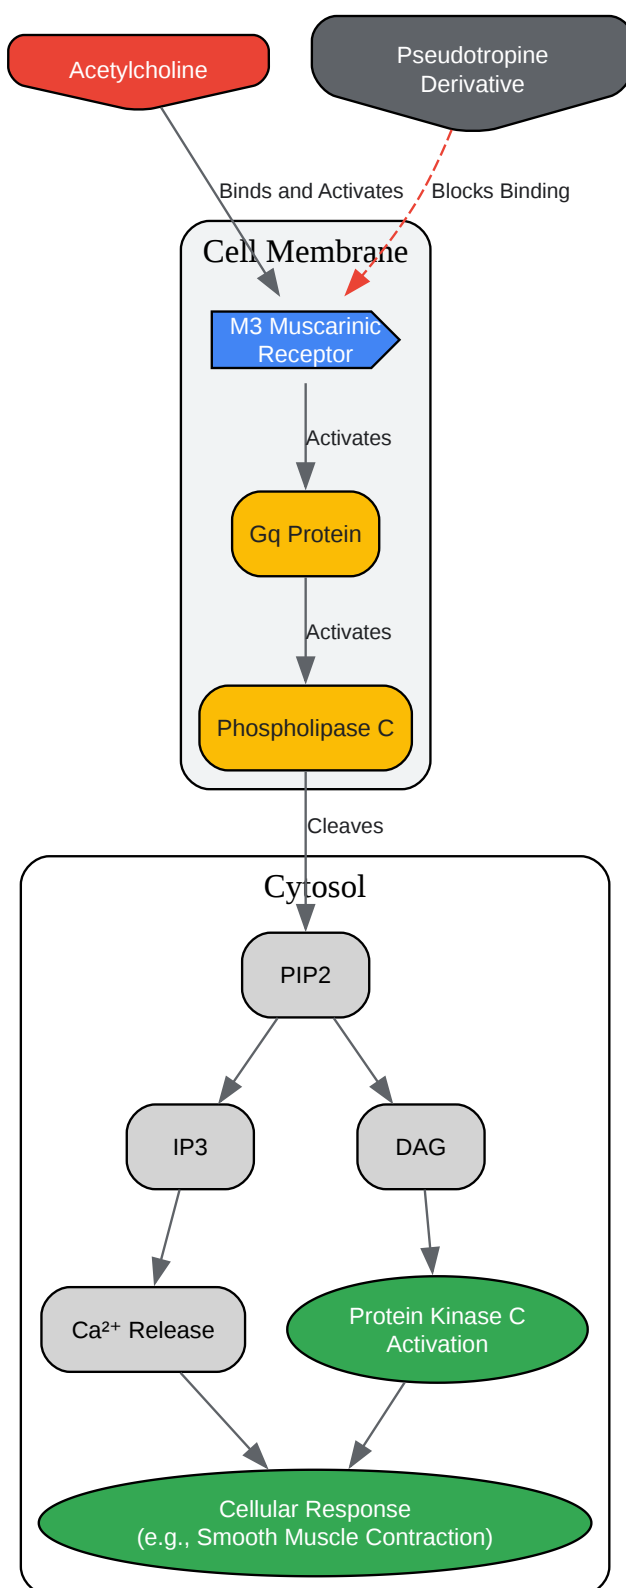 Acetylcholine
Pseudotropine
Derivative
Binds and Activates
Blocks Binding
Cell Membrane
M3 Muscarinic
Receptor
Activates
Gq Protein
Activates
Phospholipase C
Cleaves
Cytosol
PIP2
IP3
DAG
Ca²⁺ Release
Protein Kinase C
Activation
Cellular Response
(e.g., Smooth Muscle Contraction)